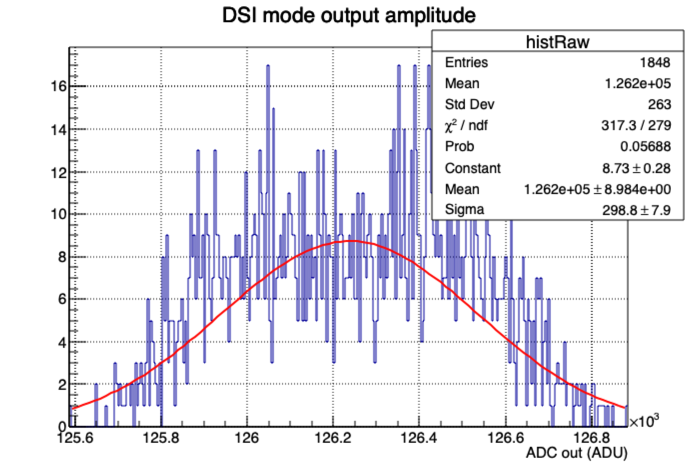 DSI mode output amplitude
histRaw
Entries 1848
Mean 1.262e+05
Std Dev 263
χ² / ndf 317.3 / 279
Prob 0.05688
Constant 8.73 ± 0.28
Mean 1.262e+05 ± 8.984e+00
Sigma 298.8 ± 7.9
16
14
12
10
8
6
4
2
0
125.6 125.8 126 126.2 126.4 126.6 126.8
×10³
ADC out (ADU)